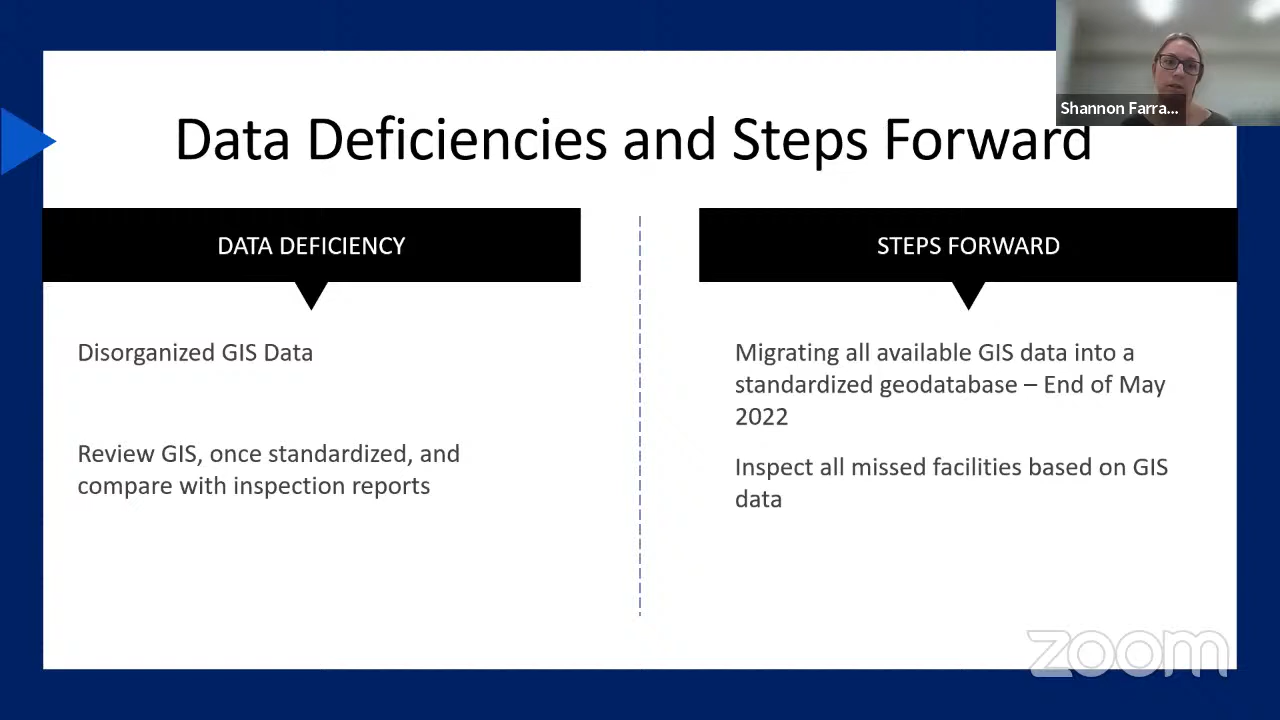 Shannon Farra...
Data Deficiencies and Steps Forward
DATA DEFICIENCY
Disorganized GIS Data
Review GIS, once standardized, and
compare with inspection reports
STEPS FORWARD
Migrating all available GIS data into a
standardized geodatabase – End of May
2022
Inspect all missed facilities based on GIS
data
zoom